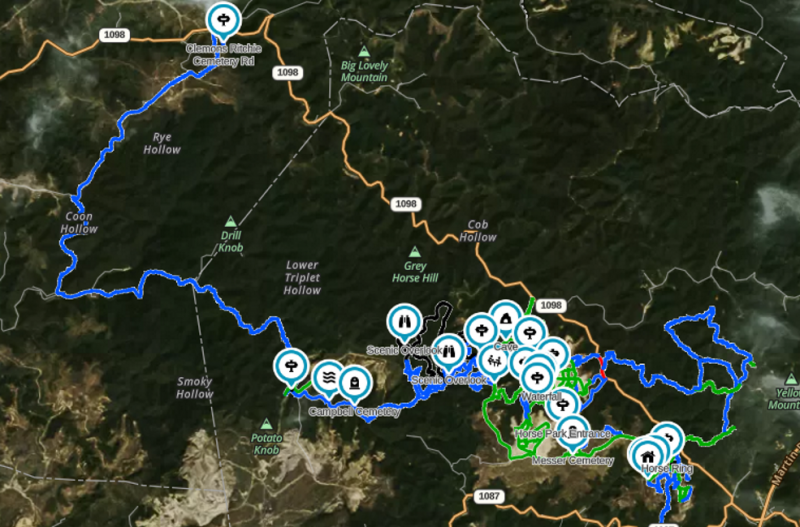 1098
Clemons Ritchie
Cemetery Rd
1098
Big Lovely
Mountain
Rye
Hollow
1098
Coon
Hollow
Drill
Knob
Cob
Hollow
Lower
Triplet
Hollow
Grey
Horse Hill
1098
Cave
Scenic Overlook
Scenic Overlook
Smoky
Hollow
Campbell Cemetery
Waterfall
Potato
Knob
Horse Park Entrance
Messer Cemetery
Horse Ring
1087